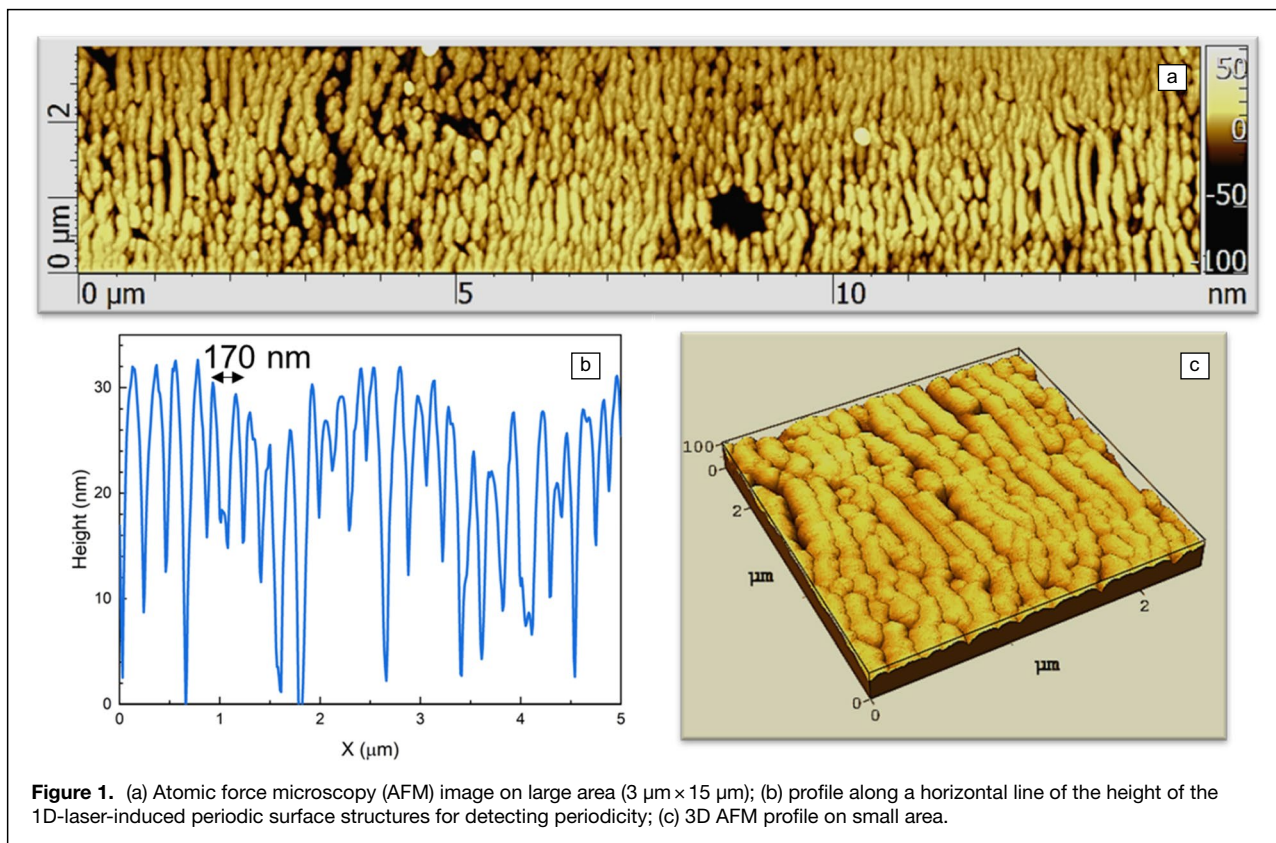 a
50
0
-50
-100
2
0 µm
0 µm
5
10
nm
b
170 nm
30
20
10
0
Height (nm)
0
1
2
3
4
5
X (µm)
c
100
0
2
µm
µm
2
0
0
Figure 1. (a) Atomic force microscopy (AFM) image on large area (3 µm × 15 µm); (b) profile along a horizontal line of the height of the
1D-laser-induced periodic surface structures for detecting periodicity; (c) 3D AFM profile on small area.